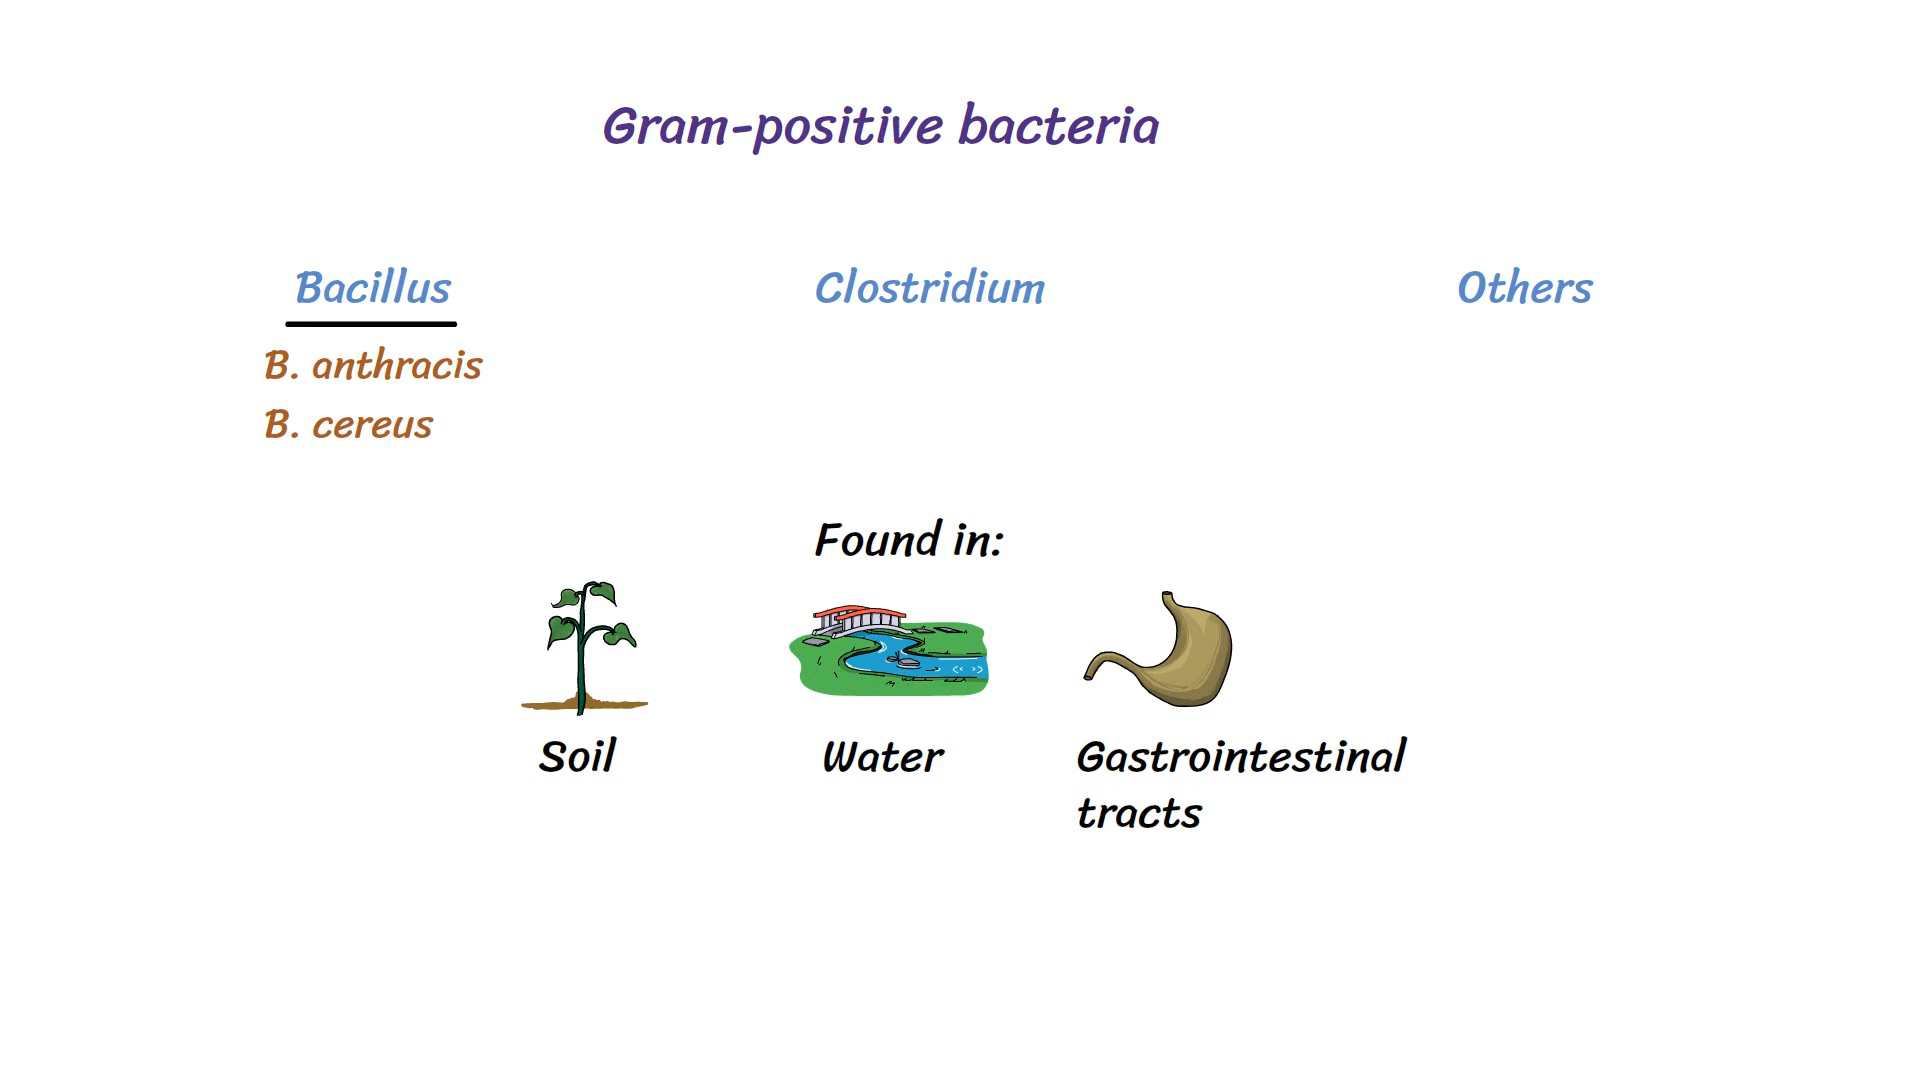 Gram-positive bacteria
Bacillus
Clostridium
Others
B. anthracis
B. cereus
Found in:
Soil
Water
Gastrointestinal
tracts